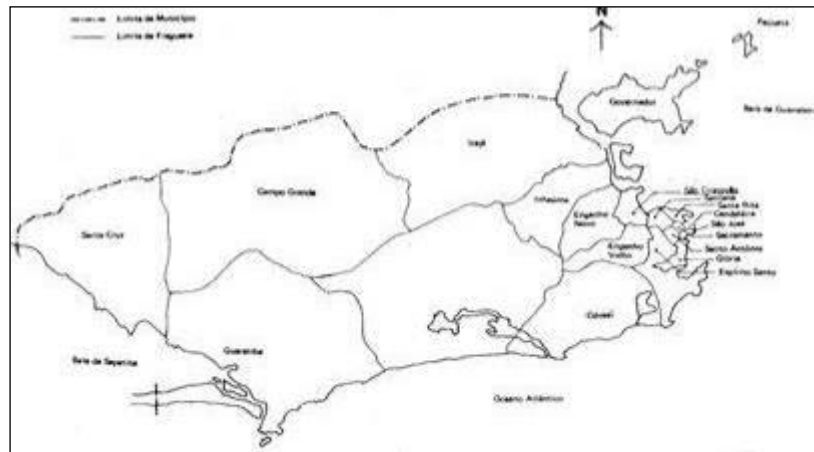 Limite de Município
Limite de Freguesia
N
Paquetá
Governador
Baía de Guanabara
Irajá
Campo Grande
Inhaúma
São Cristóvão
Santana
Santa Rita
Candelária
São José
Sacramento
Santo Antônio
Glória
Espírito Santo
Engenho Novo
Engenho Velho
Santa Cruz
Gávea
Guaratiba
Baía de Sepetiba
Oceano Atlântico